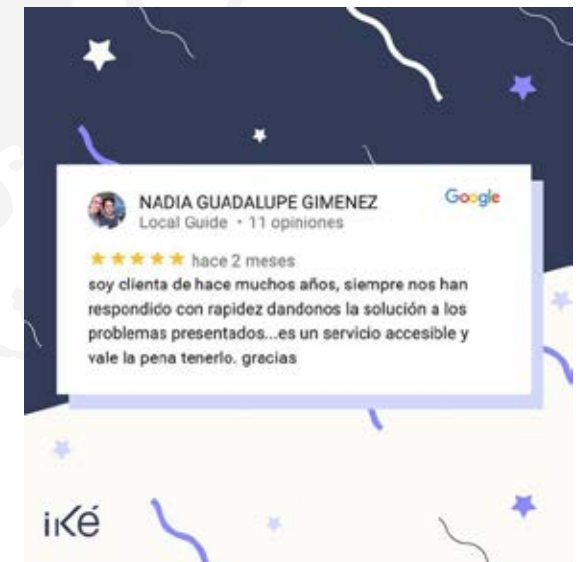 NADIA GUADALUPE GIMENEZ
Google
Local Guide • 11 opiniones
hace 2 meses
soy clienta de hace muchos años, siempre nos han
respondido con rapidez dandonos la solución a los
problemas presentados...es un servicio accesible y
vale la pena tenerlo. gracias
iKé